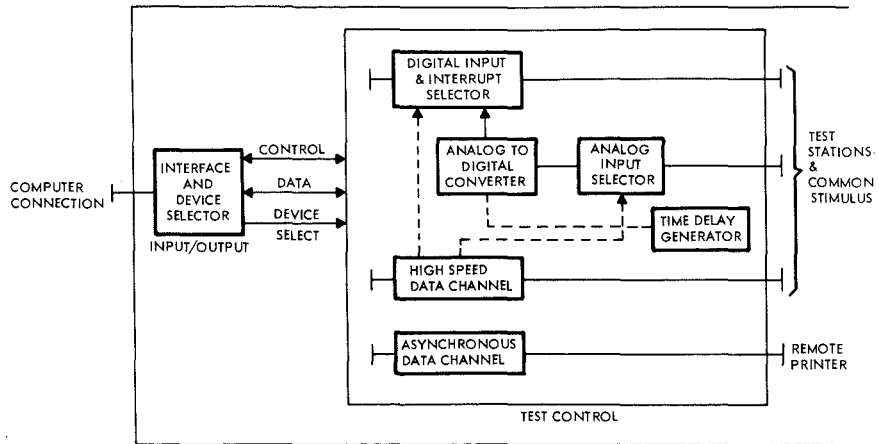 DIGITAL INPUT
& INTERRUPT
SELECTOR
CONTROL
ANALOG TO
DIGITAL
CONVERTER
ANALOG
INPUT
SELECTOR
TEST
STATIONS
&
COMMON
STIMULUS
COMPUTER
CONNECTION
INTERFACE
AND
DEVICE
SELECTOR
INPUT/OUTPUT
DATA
DEVICE
SELECT
TIME DELAY
GENERATOR
HIGH SPEED
DATA CHANNEL
ASYNCHRONOUS
DATA CHANNEL
REMOTE
PRINTER
TEST CONTROL